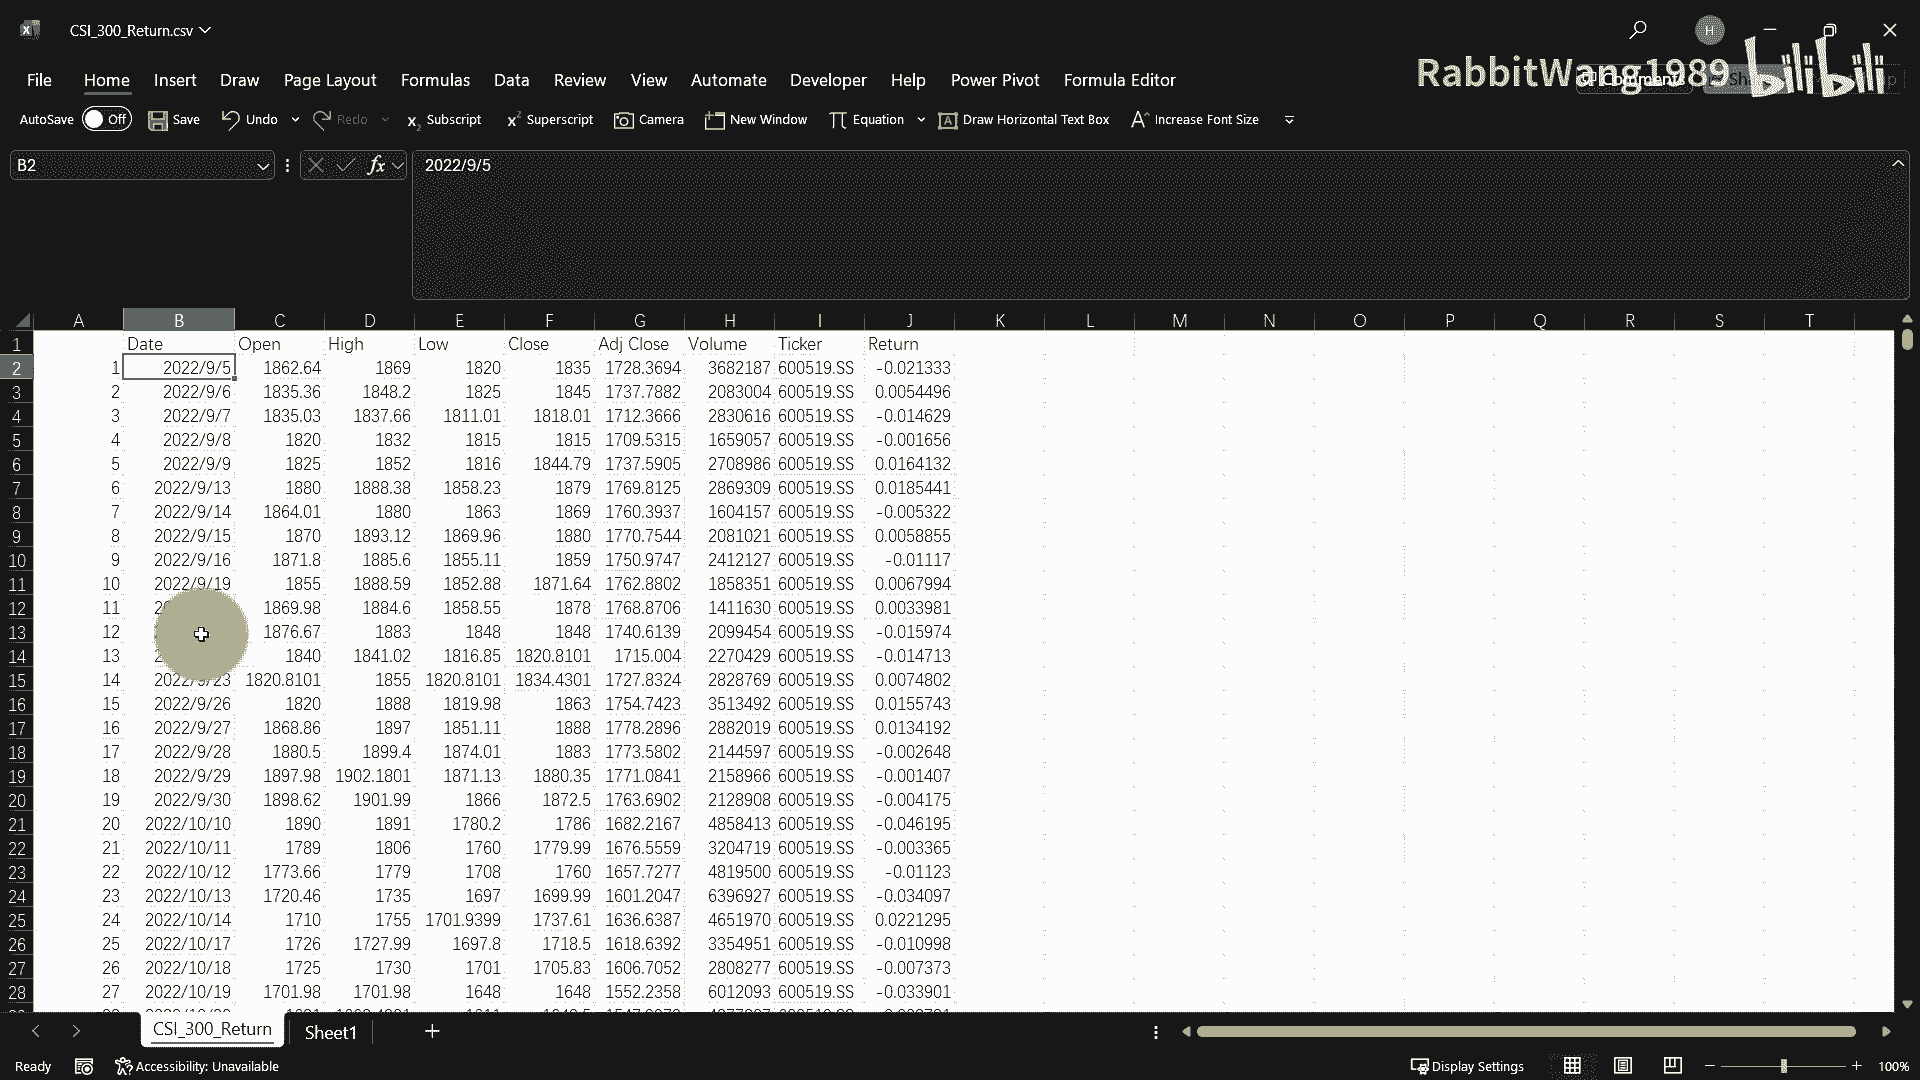 CSI_300_Return.csv
H
RabbitWang1989 bilibili
File Home Insert Draw Page Layout Formulas Data Review View Automate Developer Help Power Pivot Formula Editor Comments
AutoSave Off Save Undo Redo Subscript Superscript Camera New Window Equation Draw Horizontal Text Box Increase Font Size
B2 fx 2022/9/5
A B C D E F G H I J K L M N O P Q R S T
1 Date Open High Low Close Adj Close Volume Ticker Return
2 1 2022/9/5 1862.64 1869 1820 1835 1728.3694 3682187 600519.SS -0.021333
3 2 2022/9/6 1835.36 1848.2 1825 1845 1737.7882 2083004 600519.SS 0.0054496
4 3 2022/9/7 1835.03 1837.66 1811.01 1818.01 1712.3666 2830616 600519.SS -0.014629
5 4 2022/9/8 1820 1832 1815 1815 1709.5315 1659057 600519.SS -0.001656
6 5 2022/9/9 1825 1852 1816 1844.79 1737.5905 2708986 600519.SS 0.0164132
7 6 2022/9/13 1880 1888.38 1858.23 1879 1769.8125 2869309 600519.SS 0.0185441
8 7 2022/9/14 1864.01 1880 1863 1869 1760.3937 1604157 600519.SS -0.005322
9 8 2022/9/15 1870 1893.12 1869.96 1880 1770.7544 2081021 600519.SS 0.0058855
10 9 2022/9/16 1871.8 1885.6 1855.11 1859 1750.9747 2412127 600519.SS -0.01117
11 10 2022/9/19 1855 1888.59 1852.88 1871.64 1762.8802 1858351 600519.SS 0.0067994
12 11 1869.98 1884.6 1858.55 1878 1768.8706 1411630 600519.SS 0.0033981
13 12 1876.67 1883 1848 1848 1740.6139 2099454 600519.SS -0.015974
14 13 1840 1841.02 1816.85 1820.8101 1715.004 2270429 600519.SS -0.014713
15 14 2022/9/23 1820.8101 1855 1820.8101 1834.4301 1727.8324 2828769 600519.SS 0.0074802
16 15 2022/9/26 1820 1888 1819.98 1863 1754.7423 3513492 600519.SS 0.0155743
17 16 2022/9/27 1868.86 1897 1851.11 1888 1778.2896 2882019 600519.SS 0.0134192
18 17 2022/9/28 1880.5 1899.4 1874.01 1883 1773.5802 2144597 600519.SS -0.002648
19 18 2022/9/29 1897.98 1902.1801 1871.13 1880.35 1771.0841 2158966 600519.SS -0.001407
20 19 2022/9/30 1898.62 1901.99 1866 1872.5 1763.6902 2128908 600519.SS -0.004175
21 20 2022/10/10 1890 1891 1780.2 1786 1682.2167 4858413 600519.SS -0.046195
22 21 2022/10/11 1789 1806 1760 1779.99 1676.5559 3204719 600519.SS -0.003365
23 22 2022/10/12 1773.66 1779 1708 1760 1657.7277 4819500 600519.SS -0.01123
24 23 2022/10/13 1720.46 1735 1697 1699.99 1601.2047 6396927 600519.SS -0.034097
25 24 2022/10/14 1710 1755 1701.9399 1737.61 1636.6387 4651970 600519.SS 0.0221295
26 25 2022/10/17 1726 1727.99 1697.8 1718.5 1618.6392 3354951 600519.SS -0.010998
27 26 2022/10/18 1725 1730 1701 1705.83 1606.7052 2808277 600519.SS -0.007373
28 27 2022/10/19 1701.98 1701.98 1648 1648 1552.2358 6012093 600519.SS -0.033901
CSI_300_Return Sheet1
Ready Accessibility: Unavailable Display Settings 100%